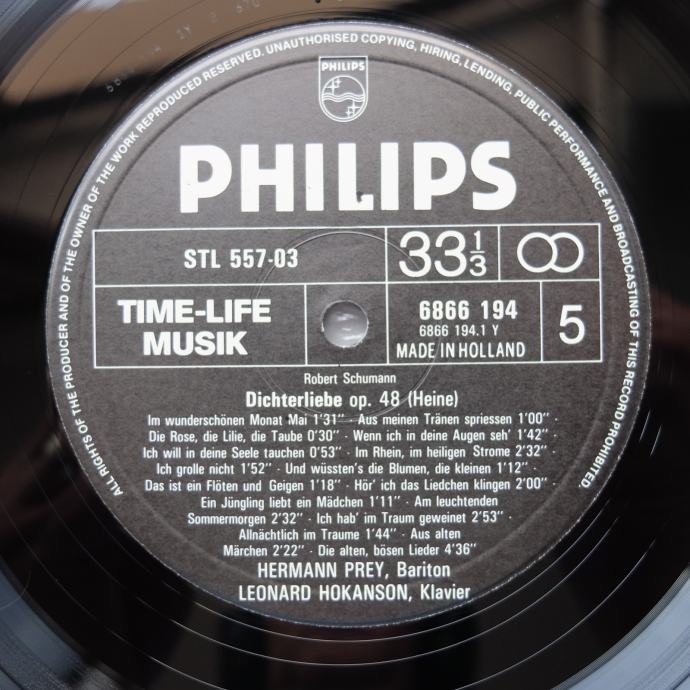 ALL RIGHTS OF THE PRODUCER AND OF THE OWNER OF THE WORK REPRODUCED RESERVED. UNAUTHORISED COPYING, HIRING, LENDING, PUBLIC PERFORMANCE AND BROADCASTING OF THIS RECORD PROHIBITED.
PHILIPS
PHILIPS
STL 557-03
33 1/3
TIME-LIFE
MUSIK
6866 194
6866 194.1 Y
MADE IN HOLLAND
5
Robert Schumann
Dichterliebe op. 48 (Heine)
Im wunderschönen Monat Mai 1'31" · Aus meinen Tränen spriessen 1'00"
Die Rose, die Lilie, die Taube 0'30" · Wenn ich in deine Augen seh' 1'42" ·
Ich will in deine Seele tauchen 0'53" · Im Rhein, im heiligen Strome 2'32" ·
Ich grolle nicht 1'52" · Und wüssten's die Blumen, die kleinen 1'12" ·
Das ist ein Flöten und Geigen 1'18" · Hör' ich das Liedchen klingen 2'00" ·
Ein Jüngling liebt ein Mädchen 1'11" · Am leuchtenden
Sommermorgen 2'32" · Ich hab' im Traum geweinet 2'53" ·
Allnächtlich im Traume 1'44" · Aus alten
Märchen 2'22" · Die alten, bösen Lieder 4'36"
HERMANN PREY, Bariton
LEONARD HOKANSON, Klavier